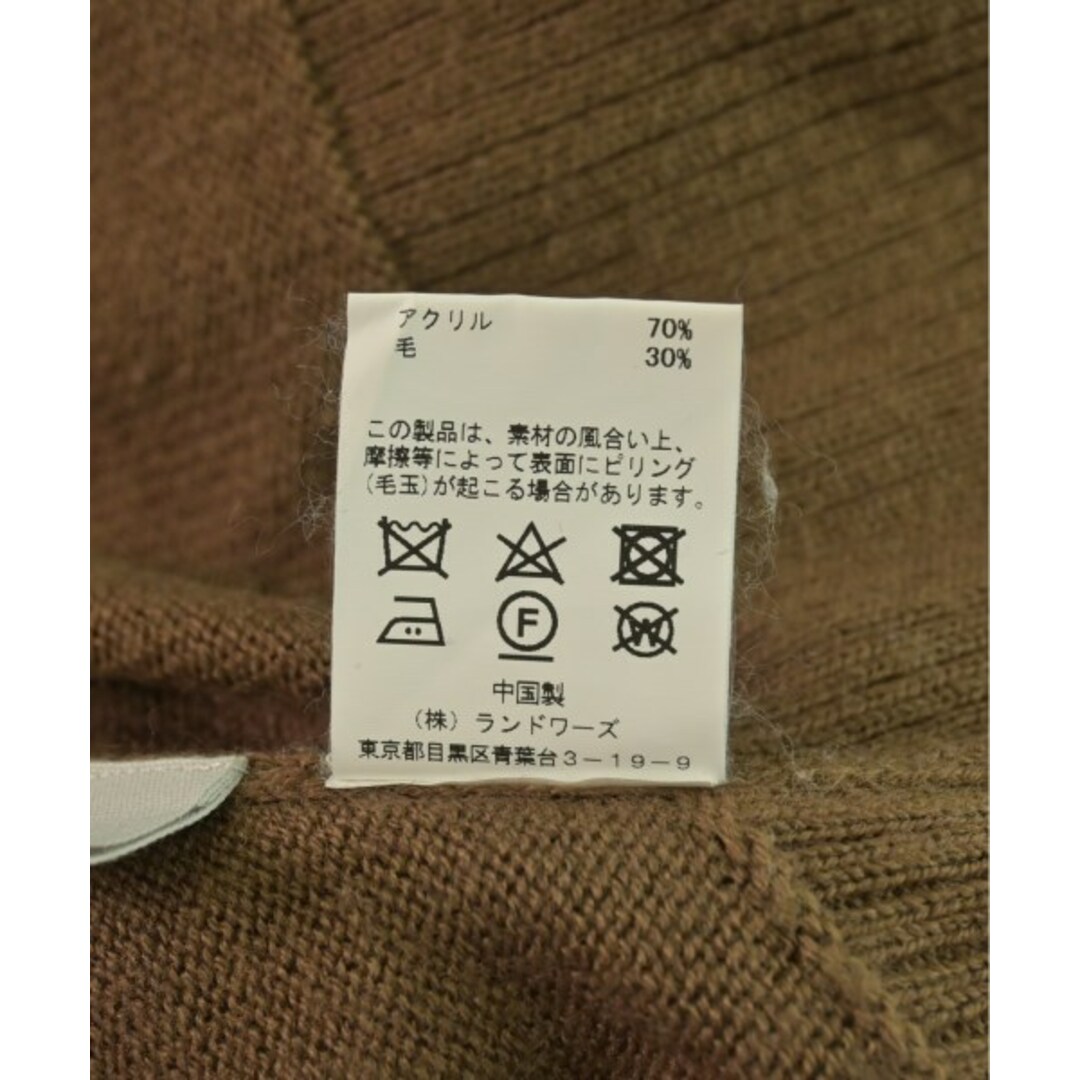 アクリル 70%
毛 30%
この製品は、素材の風合い上、
摩擦等によって表面にピリング
(毛玉)が起こる場合があります。
F
W
中国製
（株）ランドワーズ
東京都目黒区青葉台３－１９－９